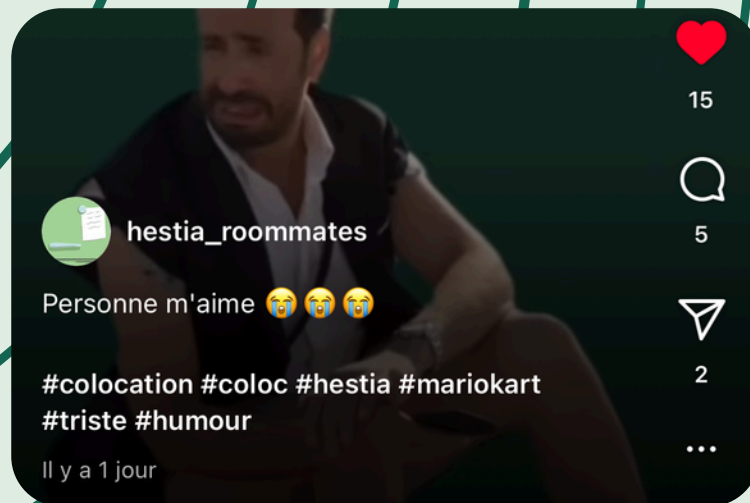 15
hestia_roommates
5
Personne m'aime 😭😭😭
2
#colocation #coloc #hestia #mariokart
#triste #humour
Il y a 1 jour